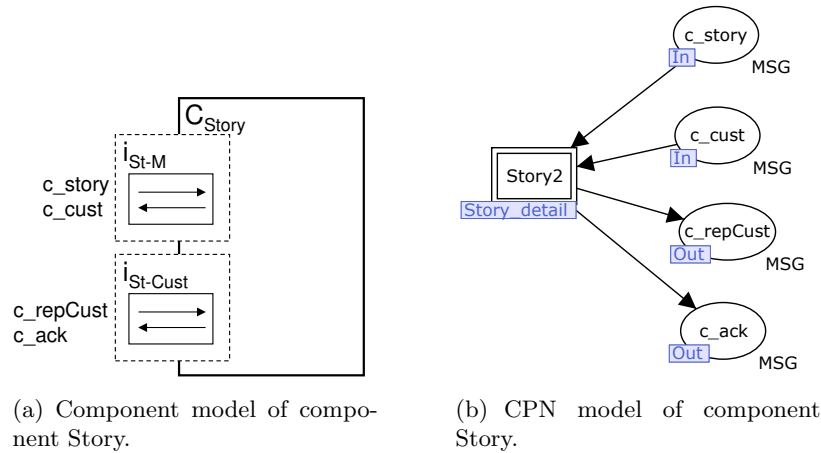 C_Story
i_St-M
c_story
c_cust
i_St-Cust
c_repCust
c_ack
(a) Component model of compo-
nent Story.
c_story
In
MSG
c_cust
In
MSG
Story2
Story_detail
c_repCust
Out
MSG
c_ack
Out
MSG
(b) CPN model of component
Story.